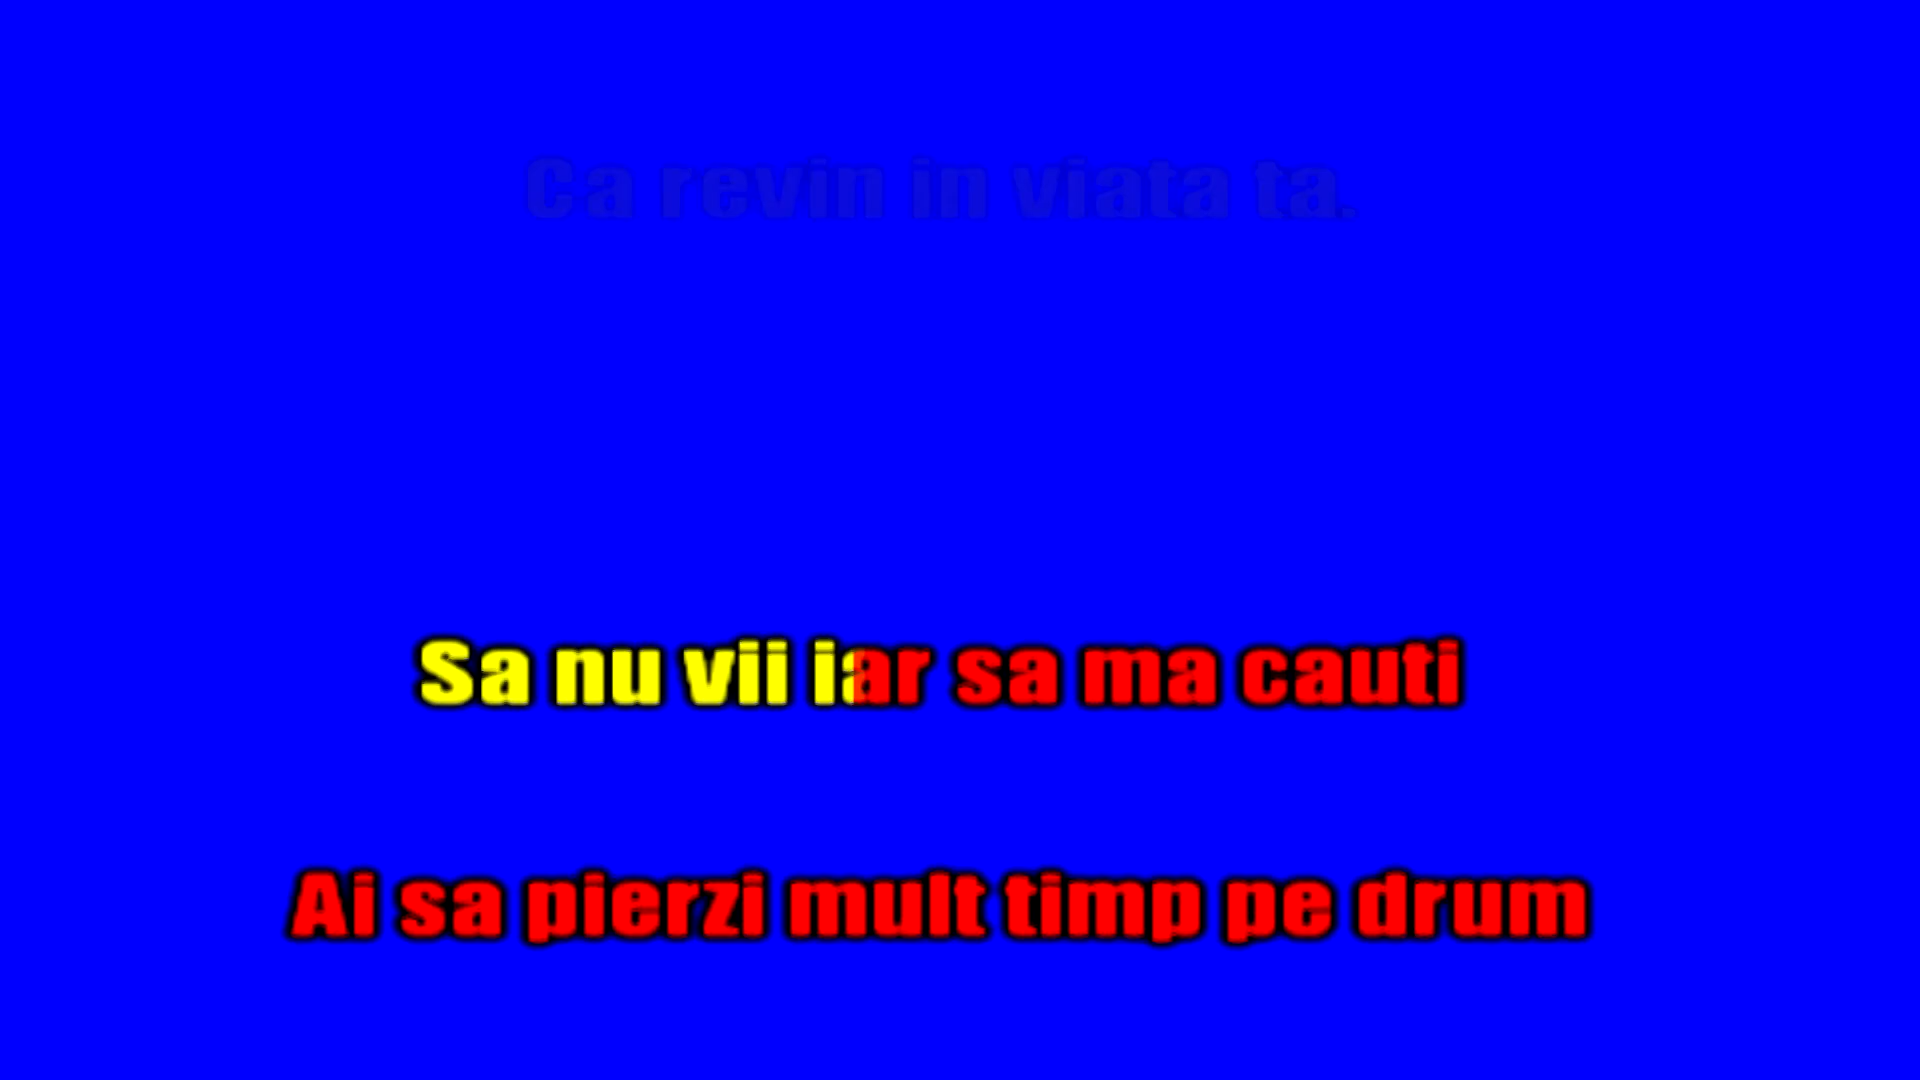 Ca revin in viata ta.
Sa nu vii iar sa ma cauti
Ai sa pierzi mult timp pe drum